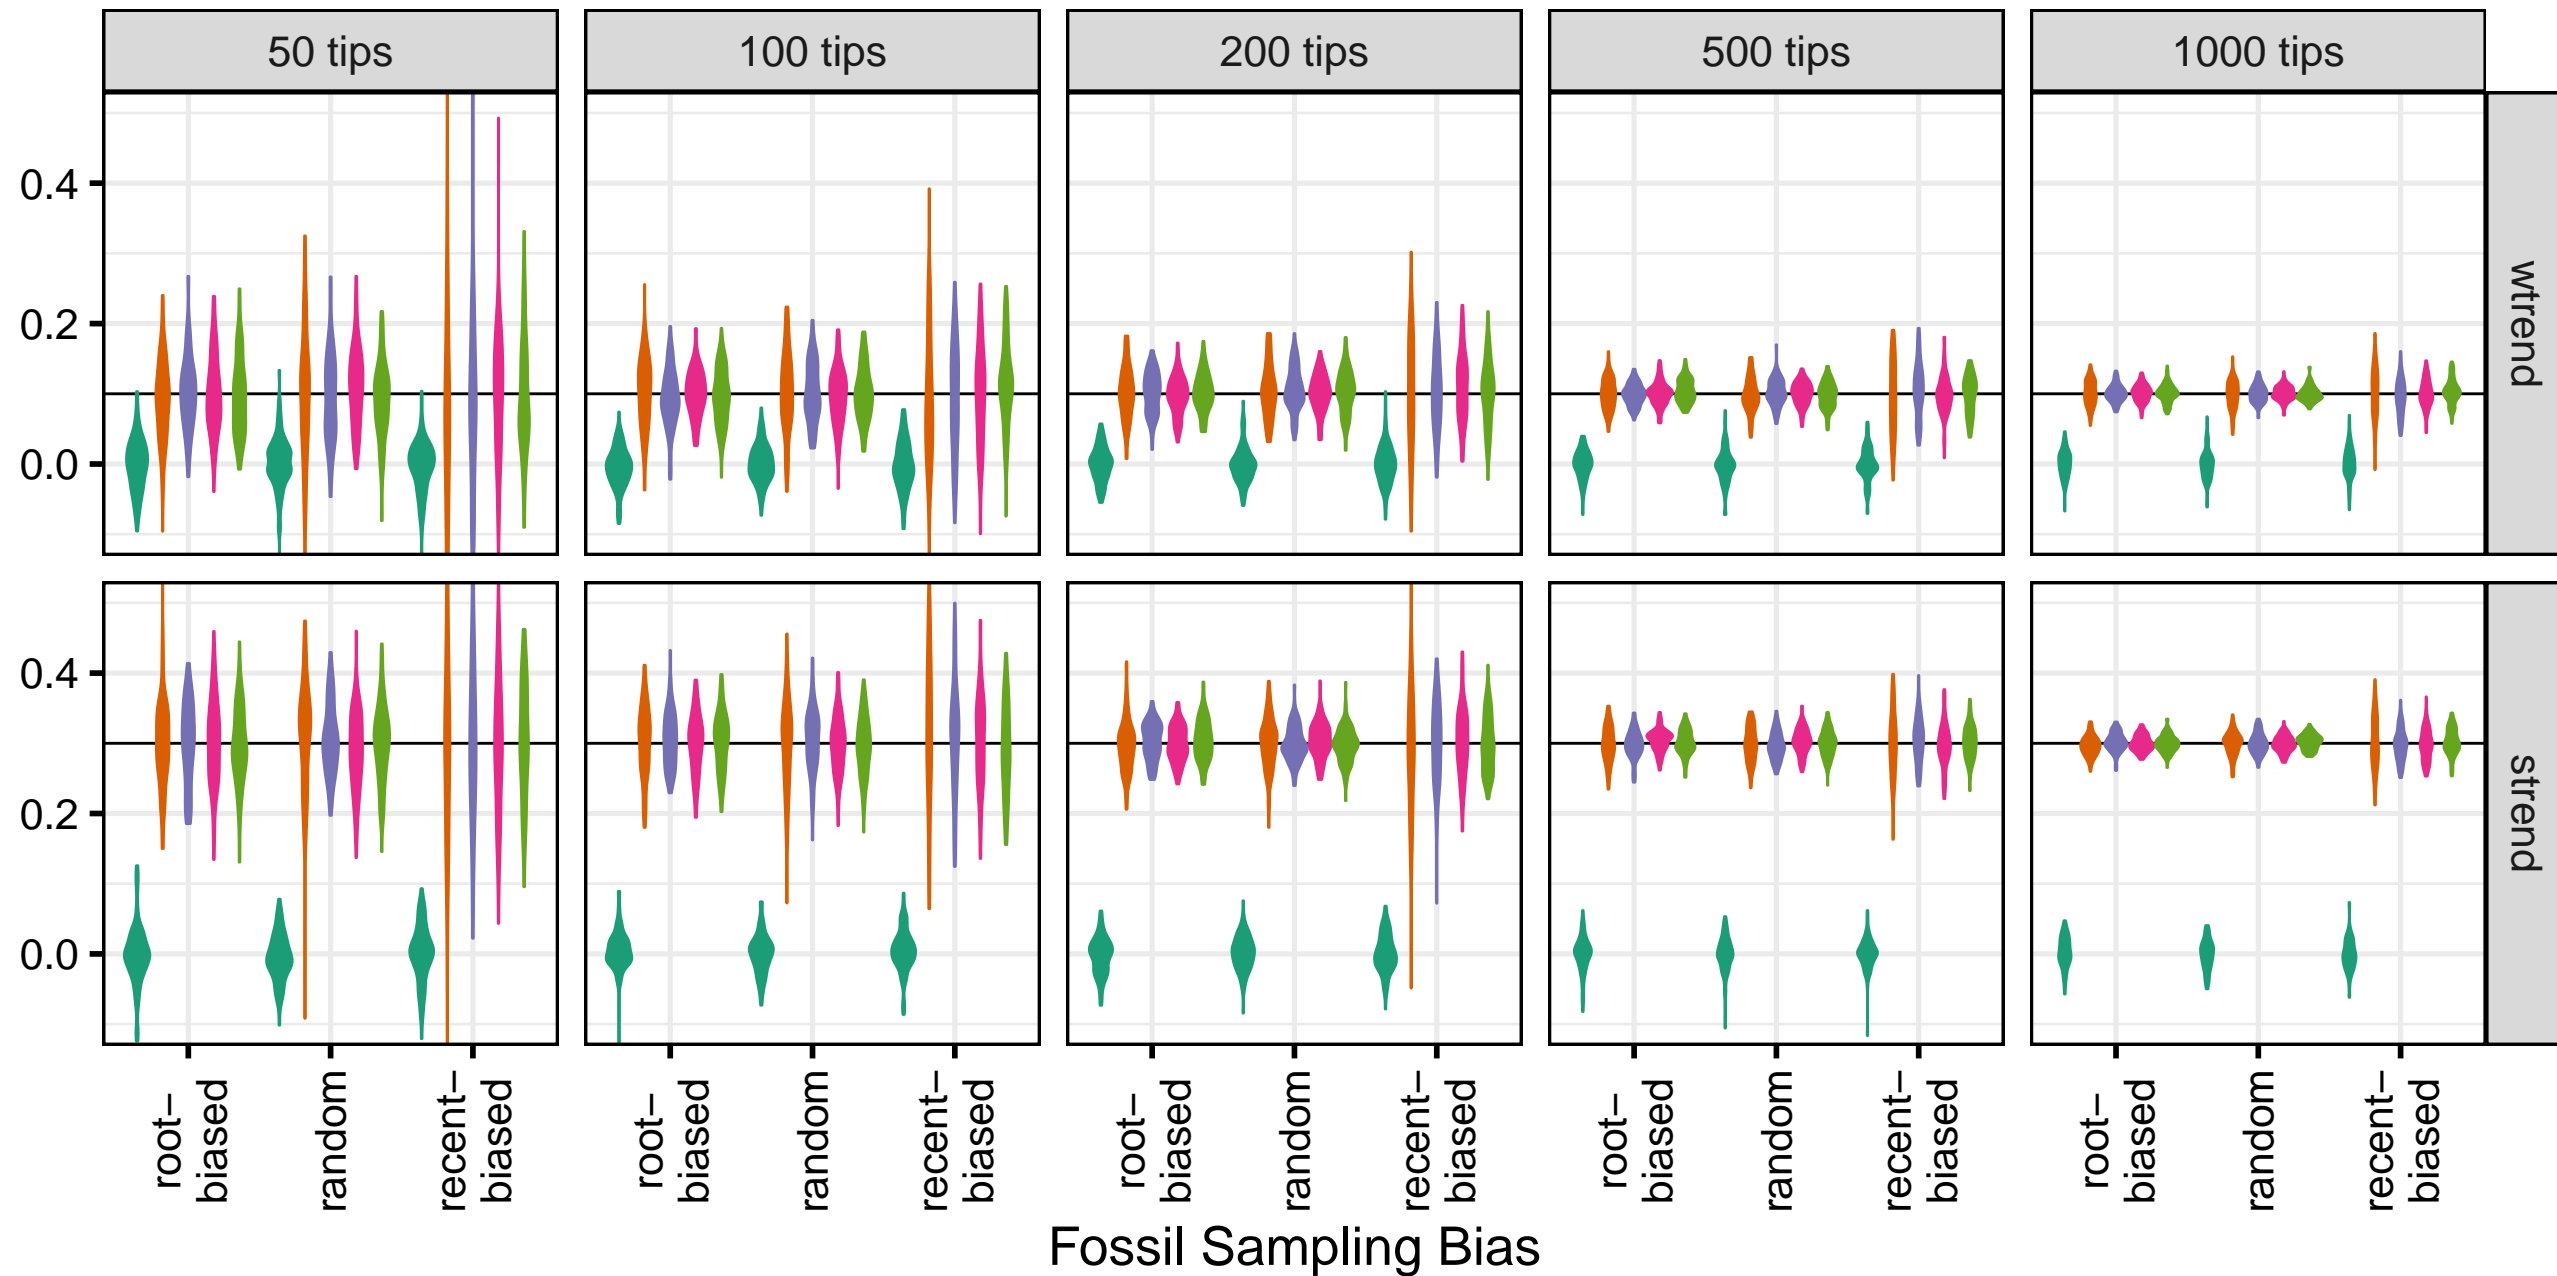 50 tips
100 tips
200 tips
500 tips
1000 tips
0.4
0.2
0.0
wtrend
0.4
0.2
0.0
strend
root–
biased
random
recent–
biased
root–
biased
random
recent–
biased
root–
biased
random
recent–
biased
root–
biased
random
recent–
biased
root–
biased
random
recent–
biased
Fossil Sampling Bias